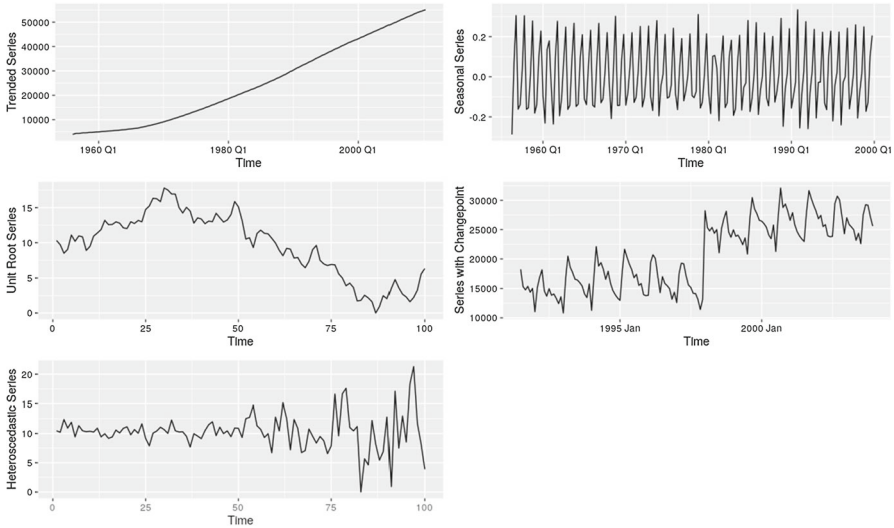 Trended Series
50000
40000
30000
20000
10000
1960 Q1 1980 Q1 2000 Q1
Time
Seasonal Series
0.2
0.0
-0.2
1960 Q1 1970 Q1 1980 Q1 1990 Q1 2000 Q1
Time
Unit Root Series
15
10
5
0
0 25 50 75 100
Time
Series with Changepoint
30000
25000
20000
15000
10000
1995 Jan 2000 Jan
Time
Heteroscedastic Series
20
15
10
5
0
0 25 50 75 100
Time